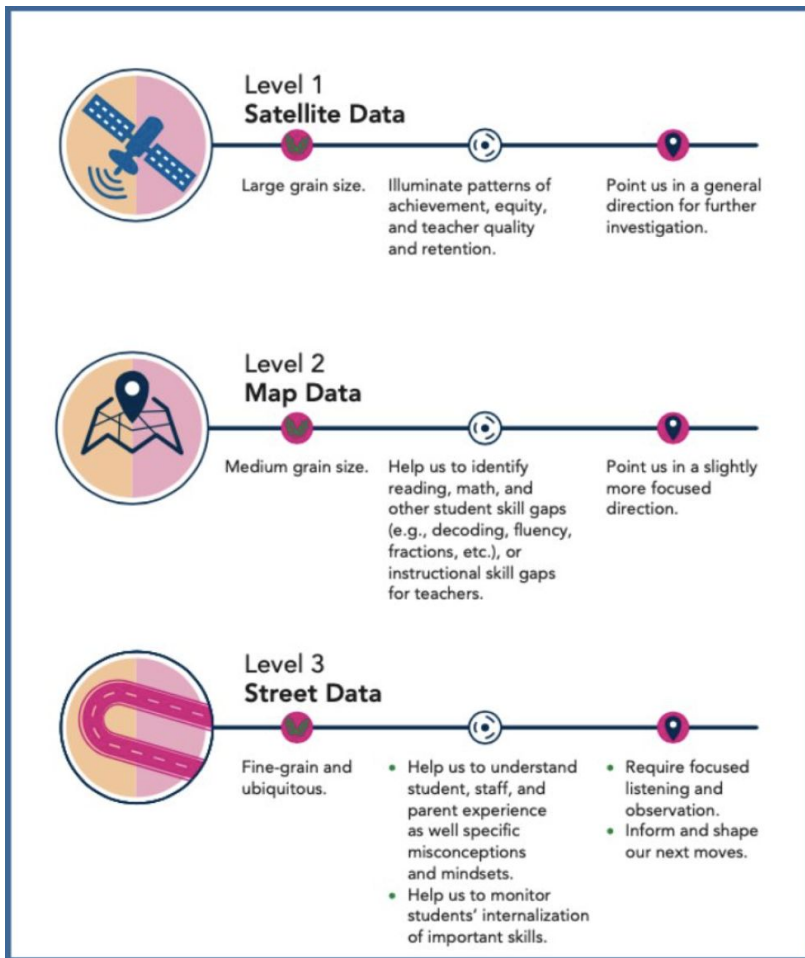 Level 1
Satellite Data
Large grain size.
Illuminate patterns of
achievement, equity,
and teacher quality
and retention.
Point us in a general
direction for further
investigation.
Level 2
Map Data
Medium grain size.
Help us to identify
reading, math, and
other student skill gaps
(e.g., decoding, fluency,
fractions, etc.), or
instructional skill gaps
for teachers.
Point us in a slightly
more focused
direction.
Level 3
Street Data
Fine-grain and
ubiquitous.
• Help us to understand
student, staff, and
parent experience
as well specific
misconceptions
and mindsets.
• Help us to monitor
students’ internalization
of important skills.
• Require focused
listening and
observation.
• Inform and shape
our next moves.